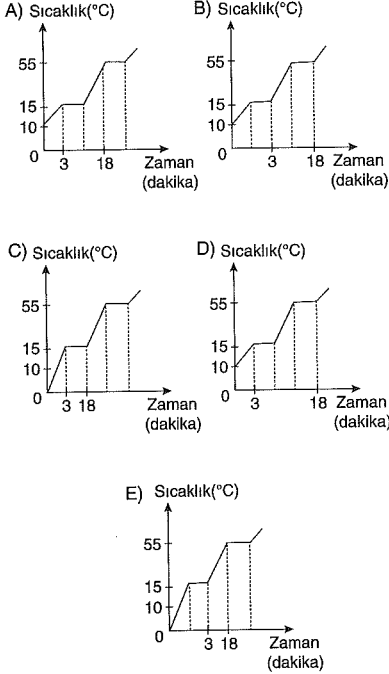 A) Sıcaklık(°C)
55
15
10
0
3
18
Zaman
(dakika)
B) Sıcaklık(°C)
55
15
10
0
3
18
Zaman
(dakika)
C) Sıcaklık(°C)
55
15
10
0
3
18
Zaman
(dakika)
D) Sıcaklık(°C)
55
15
10
0
3
18
Zaman
(dakika)
E) Sıcaklık(°C)
55
15
10
0
3
18
Zaman
(dakika)